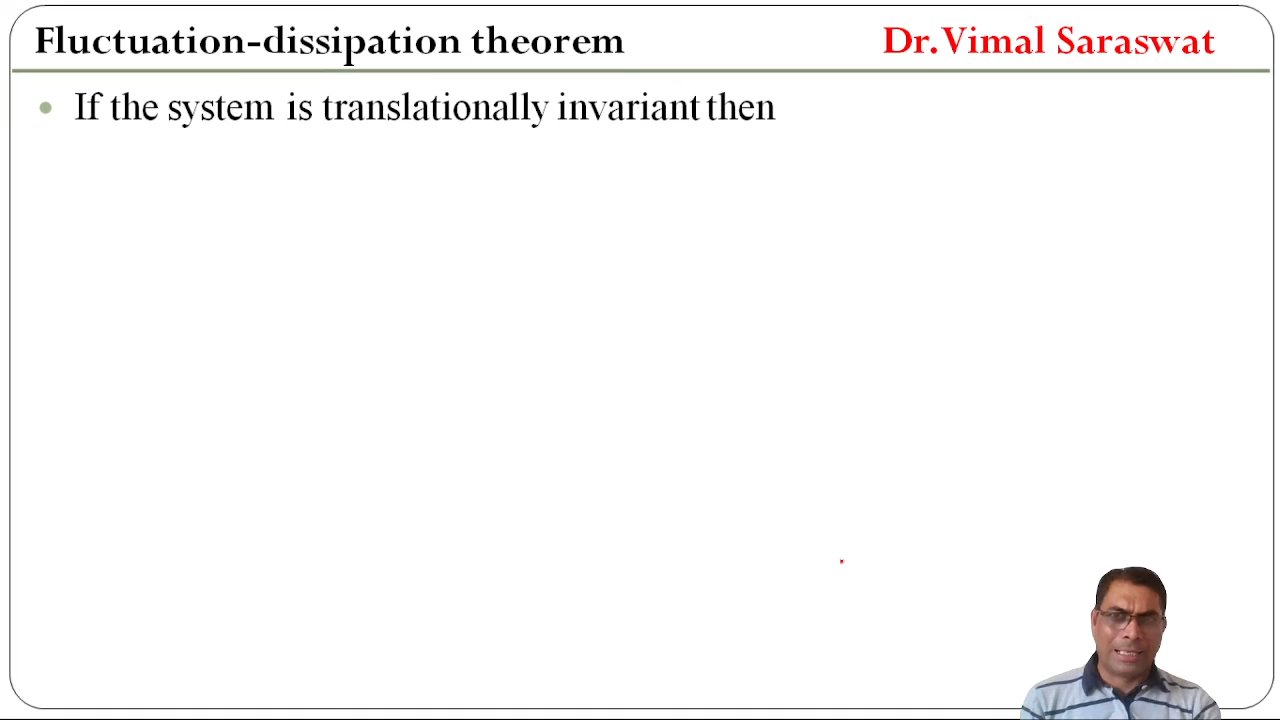 Fluctuation-dissipation theorem Dr. Vimal Saraswat
If the system is translationally invariant then